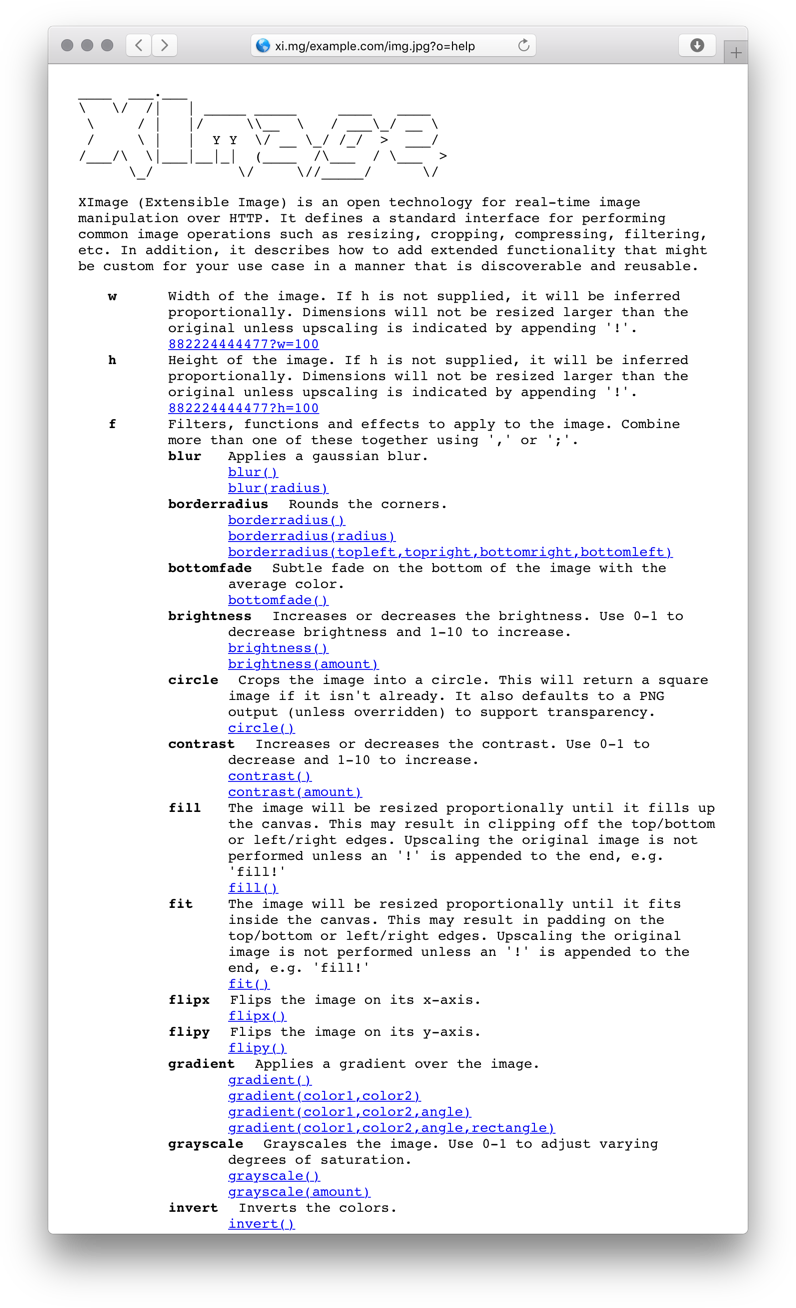 xi.mg/example.com/img.jpg?o=help
XImage
XImage (Extensible Image) is an open technology for real-time image
manipulation over HTTP. It defines a standard interface for performing
common image operations such as resizing, cropping, compressing, filtering,
etc. In addition, it describes how to add extended functionality that might
be custom for your use case in a manner that is discoverable and reusable.
w Width of the image. If h is not supplied, it will be inferred
proportionally. Dimensions will not be resized larger than the
original unless upscaling is indicated by appending '!'.
882224444477?w=100
h Height of the image. If h is not supplied, it will be inferred
proportionally. Dimensions will not be resized larger than the
original unless upscaling is indicated by appending '!'.
882224444477?h=100
f Filters, functions and effects to apply to the image. Combine
more than one of these together using ',' or ';'.
blur Applies a gaussian blur.
blur()
blur(radius)
borderradius Rounds the corners.
borderradius()
borderradius(radius)
borderradius(topleft,topright,bottomright,bottomleft)
bottomfade Subtle fade on the bottom of the image with the
average color.
bottomfade()
brightness Increases or decreases the brightness. Use 0-1 to
decrease brightness and 1-10 to increase.
brightness()
brightness(amount)
circle Crops the image into a circle. This will return a square
image if it isn't already. It also defaults to a PNG
output (unless overridden) to support transparency.
circle()
contrast Increases or decreases the contrast. Use 0-1 to
decrease and 1-10 to increase.
contrast()
contrast(amount)
fill The image will be resized proportionally until it fills up
the canvas. This may result in clipping off the top/bottom
or left/right edges. Upscaling the original image is not
performed unless an '!' is appended to the end, e.g.
'fill!'
fill()
fit The image will be resized proportionally until it fits
inside the canvas. This may result in padding on the
top/bottom or left/right edges. Upscaling the original
image is not performed unless an '!' is appended to the
end, e.g. 'fill!'
fit()
flipx Flips the image on its x-axis.
flipx()
flipy Flips the image on its y-axis.
flipy()
gradient Applies a gradient over the image.
gradient()
gradient(color1,color2)
gradient(color1,color2,angle)
gradient(color1,color2,angle,rectangle)
grayscale Grayscales the image. Use 0-1 to adjust varying
degrees of saturation.
grayscale()
grayscale(amount)
invert Inverts the colors.
invert()